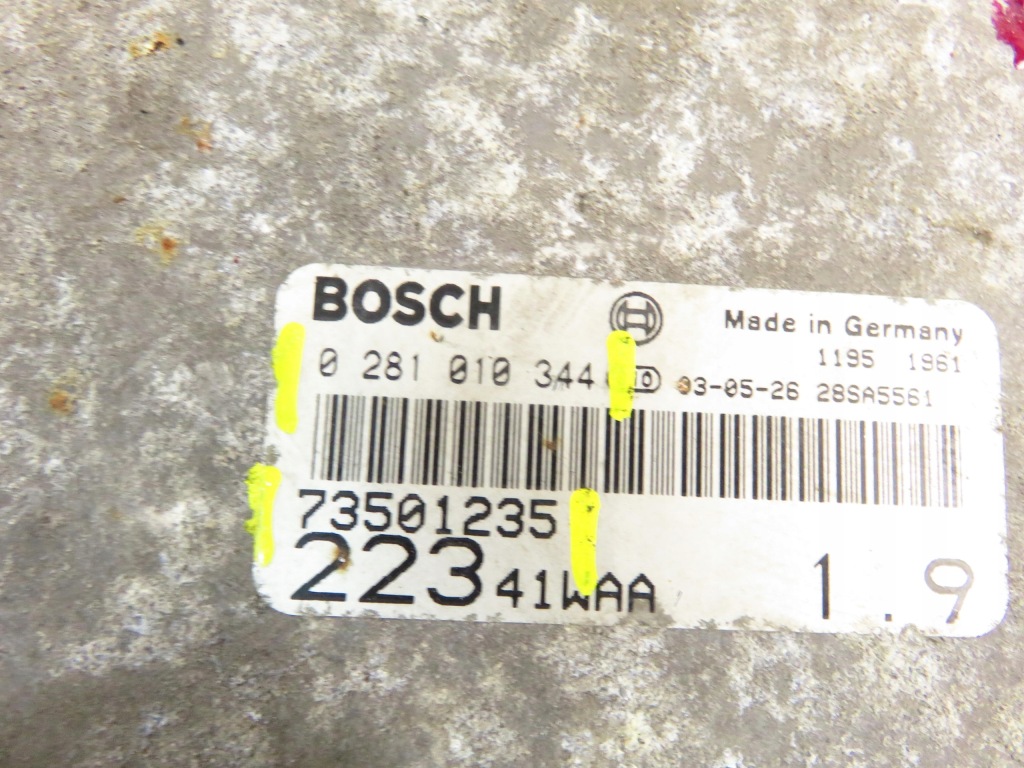 BOSCH
Made in Germany
1195 1961
0 281 010 344 03-05-26 28SA5561
73501235
223 41WAA 1.9